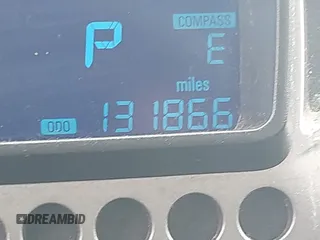 P
COMPASS
E
miles
ODO 131866
DREAMBID